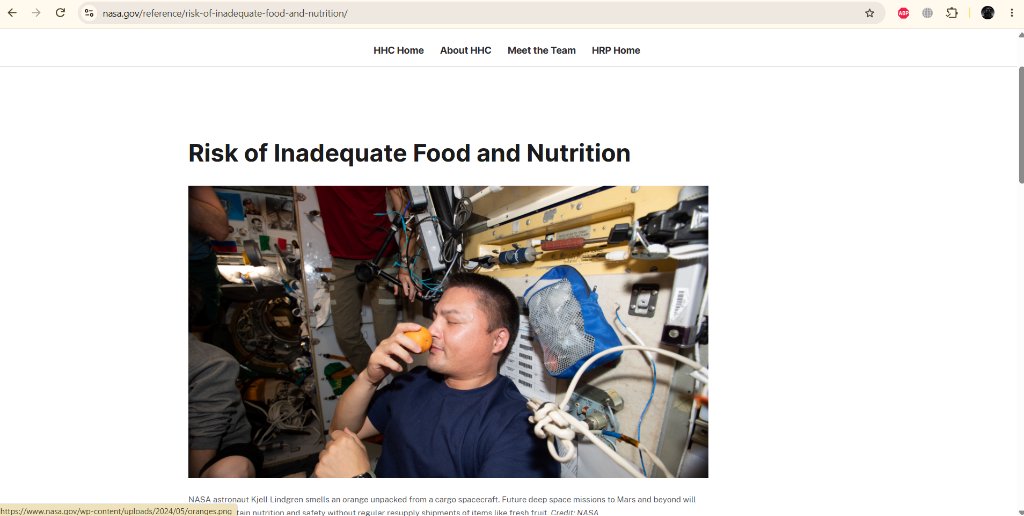 nasa.gov/reference/risk-of-inadequate-food-and-nutrition/
ABP
HHC Home About HHC Meet the Team HRP Home
Risk of Inadequate Food and Nutrition
NASA astronaut Kjell Lindgren smells an orange unpacked from a cargo spacecraft. Future deep space missions to Mars and beyond will
tain nutrition and safety without regular resupply shipments of items like fresh fruit. Credit: NASA
https://www.nasa.gov/wp-content/uploads/2024/05/oranges.png